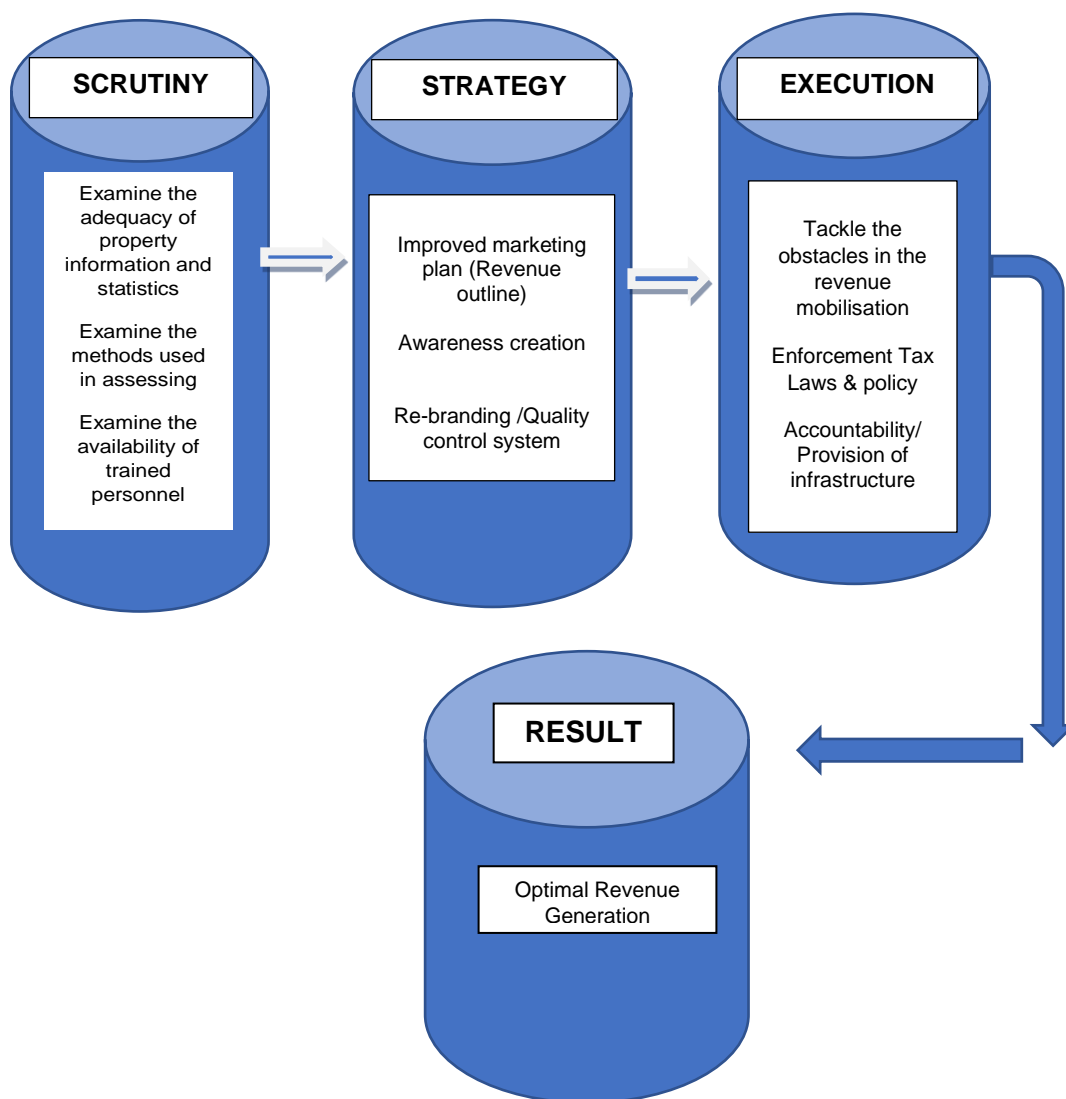 SCRUTINY
Examine the
adequacy of
property
information and
statistics
Examine the
methods used
in assessing
Examine the
availability of
trained
personnel
STRATEGY
Improved marketing
plan (Revenue
outline)
Awareness creation
Re-branding /Quality
control system
EXECUTION
Tackle the
obstacles in the
revenue
mobilisation
Enforcement Tax
Laws & policy
Accountability/
Provision of
infrastructure
RESULT
Optimal Revenue
Generation